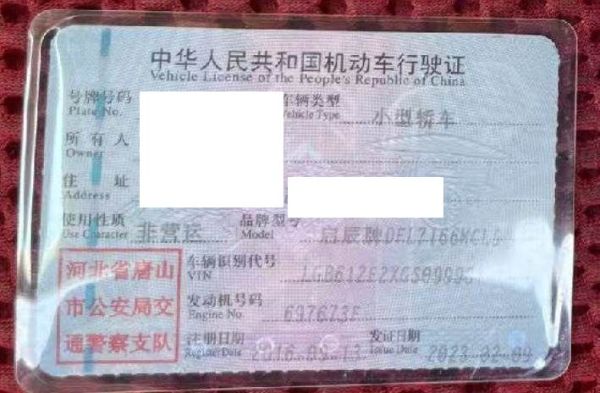 中华人民共和国机动车行驶证
Vehicle License of the People's Republic of China
号牌号码
Plate No.
车辆类型
Vehicle Type
小型轿车
所有人
Owner
住址
Address
使用性质
Use Character
非营运
品牌型号
Model
启辰牌
河北省唐山
市公安局交
通警察支队
车辆识别代号
VIN
发动机号码
Engine No.
697673E
注册日期
Register Date
2016-05-13
发证日期
Issue Date
2023-02-09